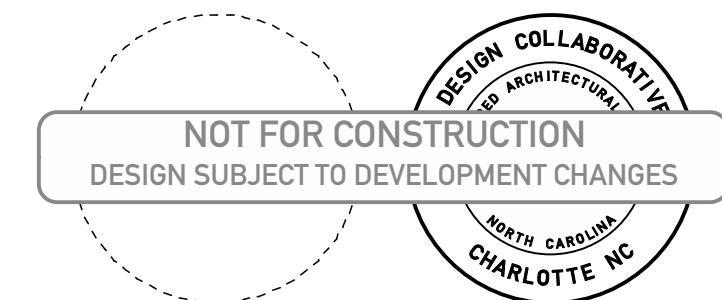 DESIGN COLLABORATIVE
ARCHITECTURAL
NOT FOR CONSTRUCTION
DESIGN SUBJECT TO DEVELOPMENT CHANGES
NORTH CAROLINA
CHARLOTTE NC